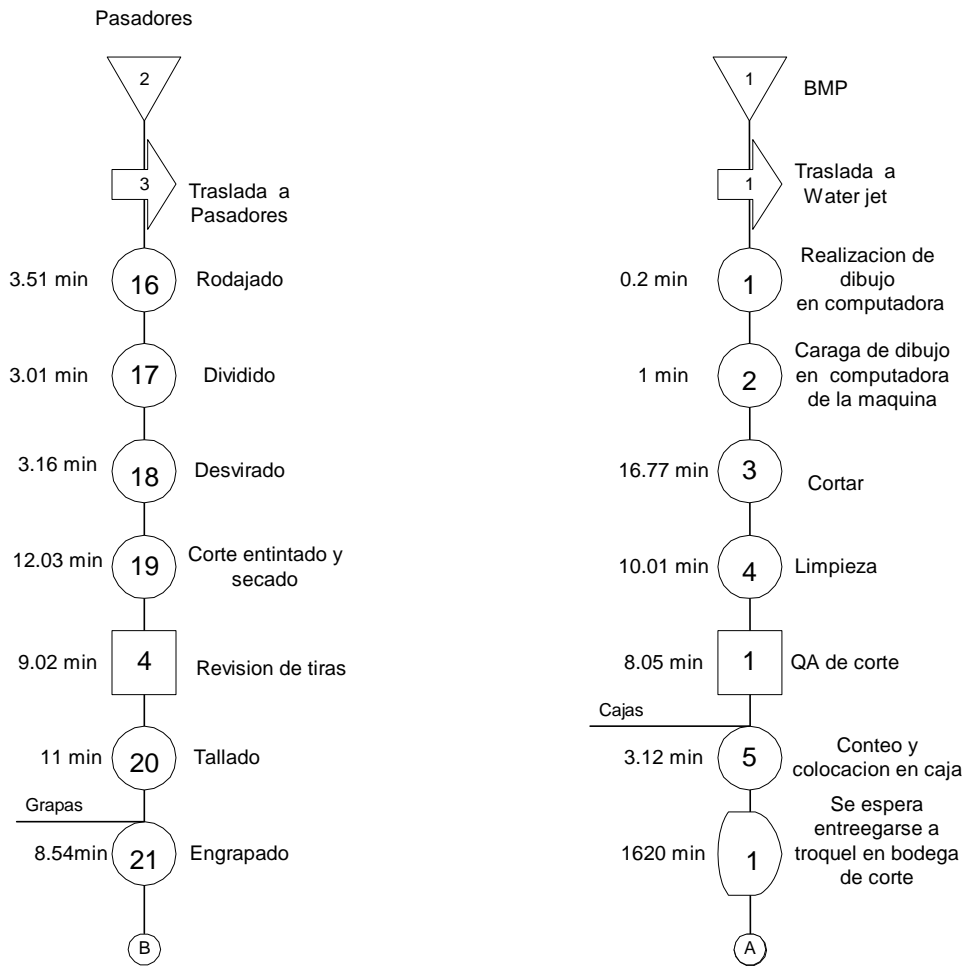 Pasadores
2
3
Traslada a
Pasadores
3.51 min
16
Rodajado
3.01 min
17
Dividido
3.16 min
18
Desvirado
12.03 min
19
Corte entintado y
secado
9.02 min
4
Revision de tiras
11 min
20
Tallado
Grapas
8.54min
21
Engrapado
B
1
BMP
1
Traslada a
Water jet
0.2 min
1
Realizacion de
dibujo
en computadora
1 min
2
Caraga de dibujo
en computadora
de la maquina
16.77 min
3
Cortar
10.01 min
4
Limpieza
8.05 min
1
QA de corte
Cajas
3.12 min
5
Conteo y
colocacion en caja
1620 min
1
Se espera
entreegarse a
troquel en bodega
de corte
A